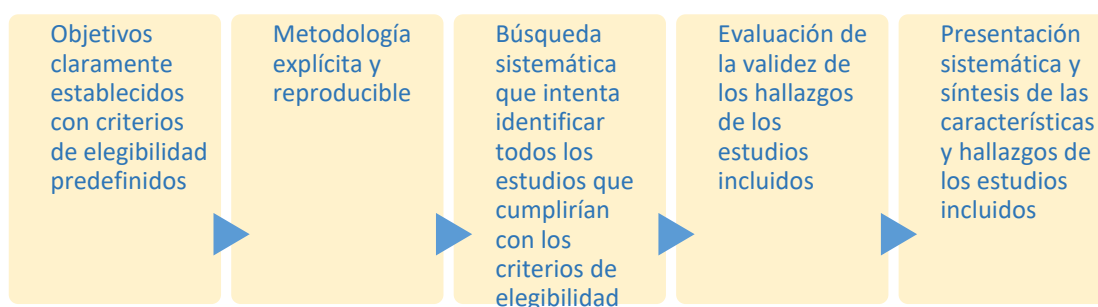 Objetivos
claramente
establecidos
con criterios
de elegibilidad
predefinidos
Metodología
explícita y
reproducible
Búsqueda
sistemática
que intenta
identificar
todos los
estudios que
cumplirían
con los
criterios de
elegibilidad
Evaluación de
la validez de
los hallazgos
de los
estudios
incluidos
Presentación
sistemática y
síntesis de las
características
y hallazgos de
los estudios
incluidos